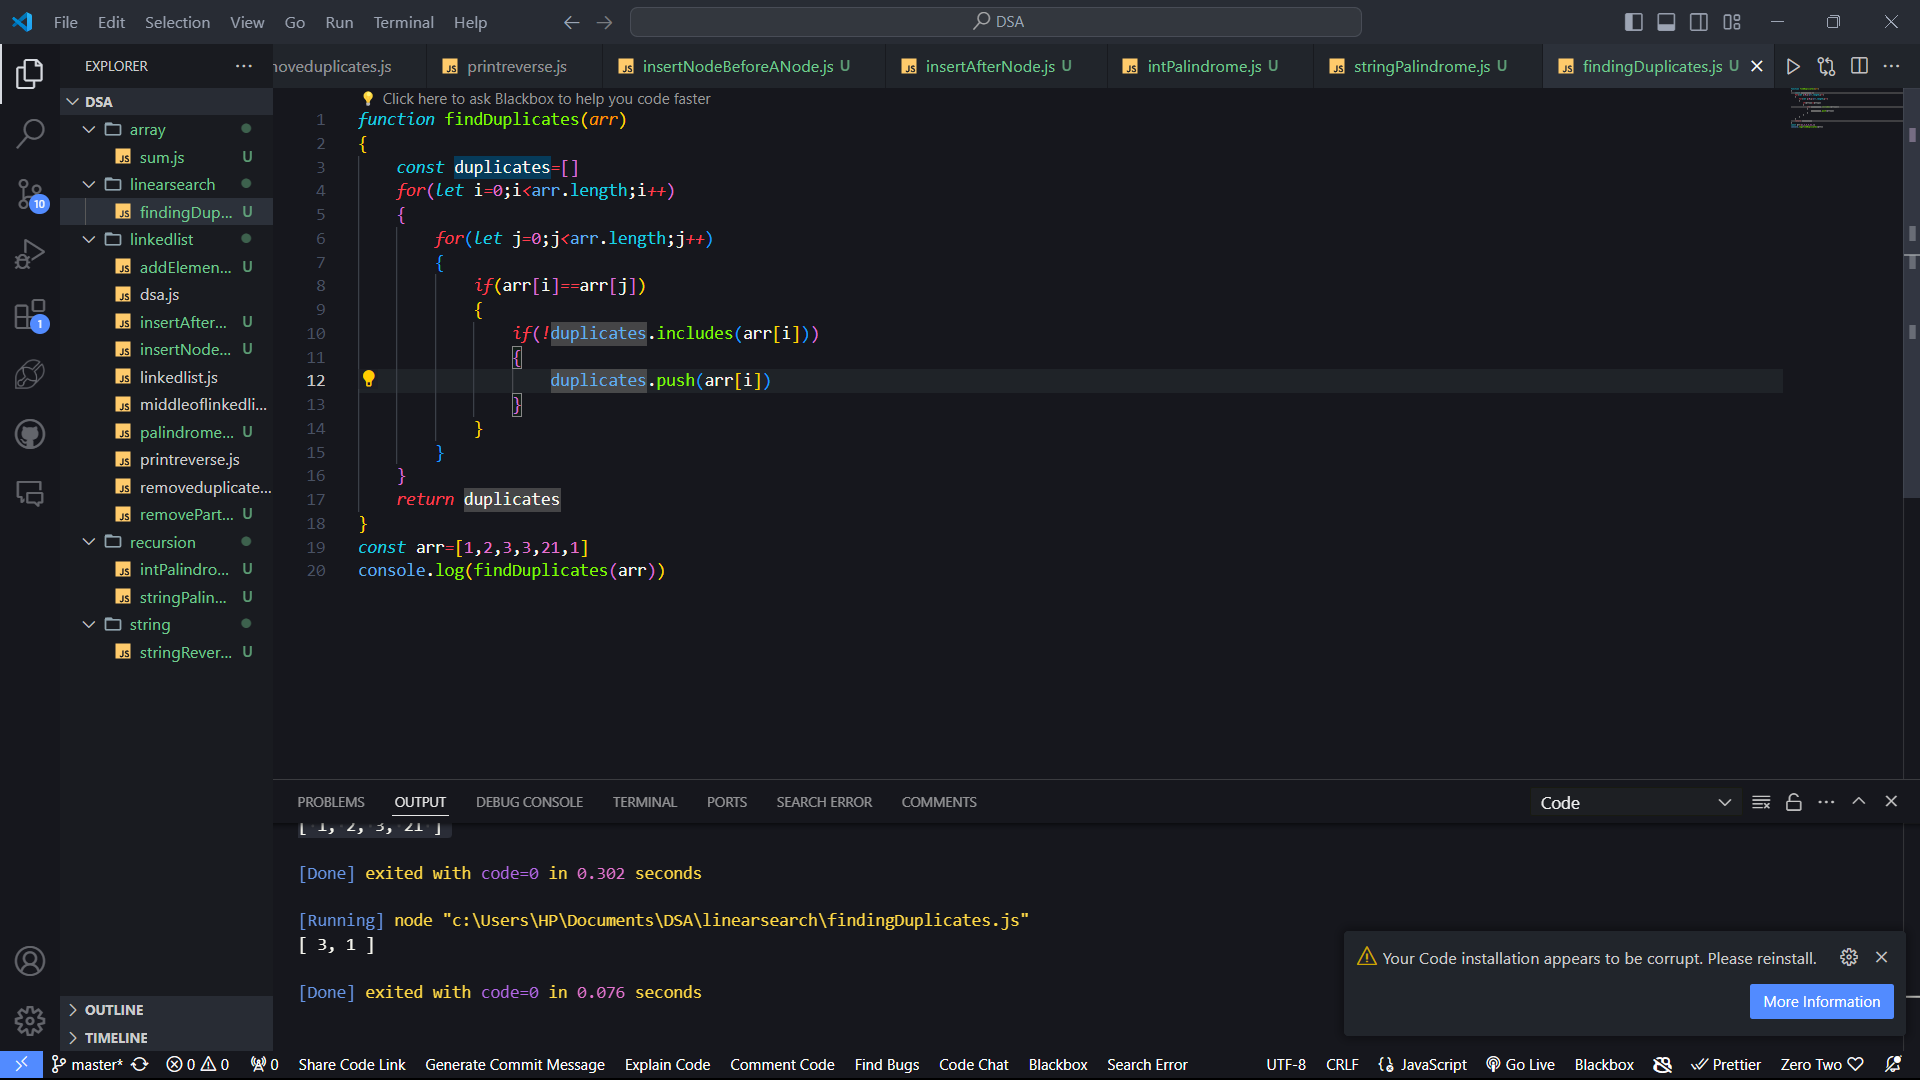 File Edit Selection View Go Run Terminal Help
DSA
EXPLORER
DSA
array
sum.js U
linearsearch
findingDup... U
linkedlist
addElemen... U
dsa.js
insertAfter... U
insertNode... U
linkedlist.js
middleoflinkedli...
palindrome... U
printreverse.js
removeduplicate...
removePart... U
recursion
intPalindro... U
stringPalin... U
string
stringRever... U
OUTLINE
TIMELINE
10
1
moveduplicates.js printreverse.js insertNodeBeforeANode.js U insertAfterNode.js U intPalindrome.js U stringPalindrome.js U findingDuplicates.js U
Click here to ask Blackbox to help you code faster
1 function findDuplicates(arr)
2 {
3 const duplicates=[]
4 for(let i=0;i<arr.length;i++)
5 {
6 for(let j=0;j<arr.length;j++)
7 {
8 if(arr[i]==arr[j])
9 {
10 if(!duplicates.includes(arr[i]))
11 {
12 duplicates.push(arr[i])
13 }
14 }
15 }
16 }
17 return duplicates
18 }
19 const arr=[1,2,3,3,21,1]
20 console.log(findDuplicates(arr))
PROBLEMS OUTPUT DEBUG CONSOLE TERMINAL PORTS SEARCH ERROR COMMENTS
Code
[ 1, 2, 3, 21 ]
[Done] exited with code=0 in 0.302 seconds
[Running] node "c:\Users\HP\Documents\DSA\linearsearch\findingDuplicates.js"
[ 3, 1 ]
[Done] exited with code=0 in 0.076 seconds
Your Code installation appears to be corrupt. Please reinstall.
More Information
master* 0 0 0 Share Code Link Generate Commit Message Explain Code Comment Code Find Bugs Code Chat Blackbox Search Error UTF-8 CRLF {} JavaScript Go Live Blackbox Prettier Zero Two